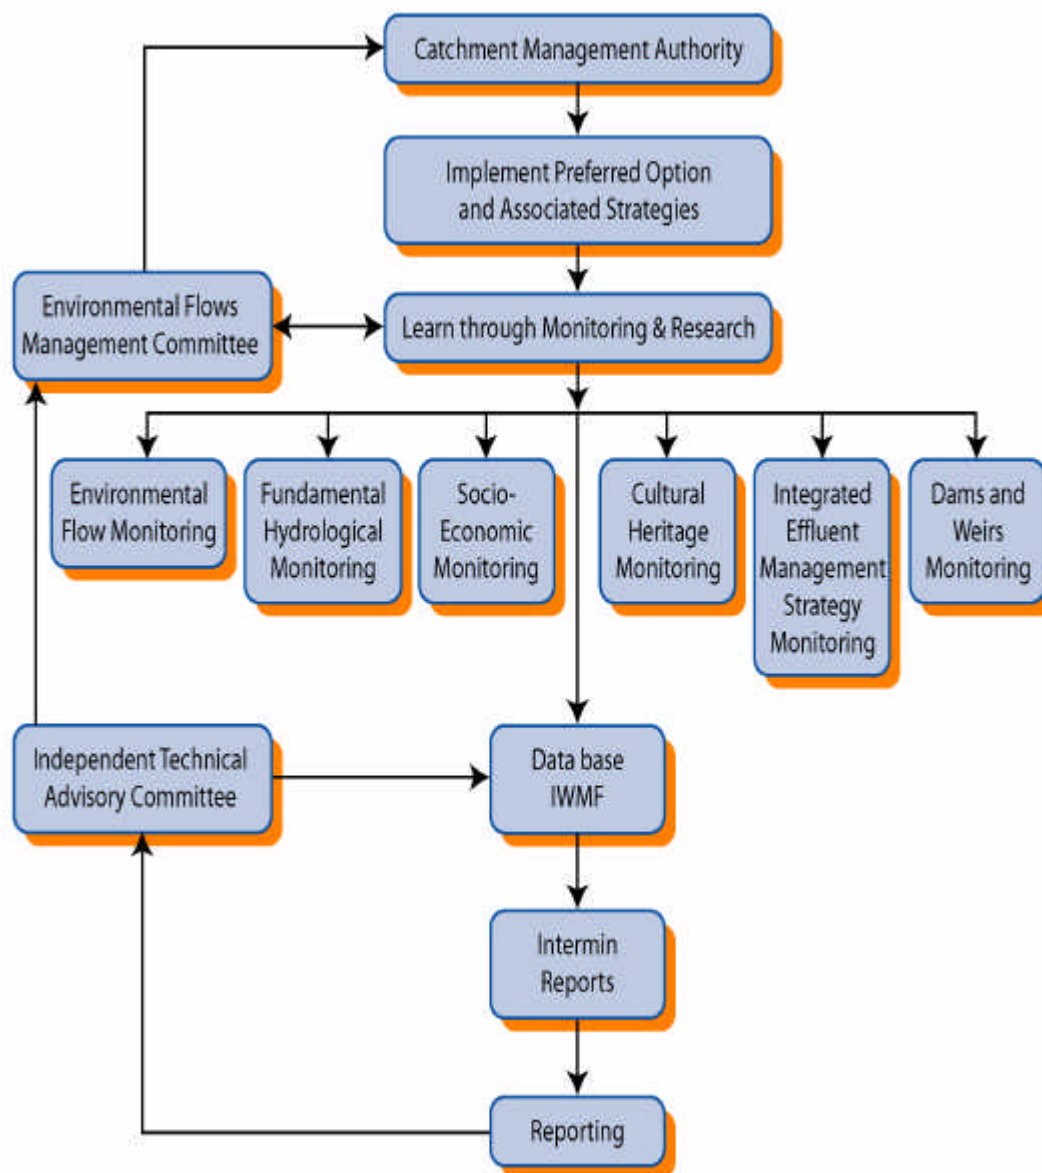 Catchment Management Authority
Implement Preferred Option
and Associated Strategies
Environmental Flows
Management Committee
Learn through Monitoring & Research
Environmental
Flow Monitoring
Fundamental
Hydrological
Monitoring
Socio-
Economic
Monitoring
Cultural
Heritage
Monitoring
Integrated
Effluent
Management
Strategy
Monitoring
Dams and
Weirs
Monitoring
Independent Technical
Advisory Committee
Data base
IWMF
Intermin
Reports
Reporting